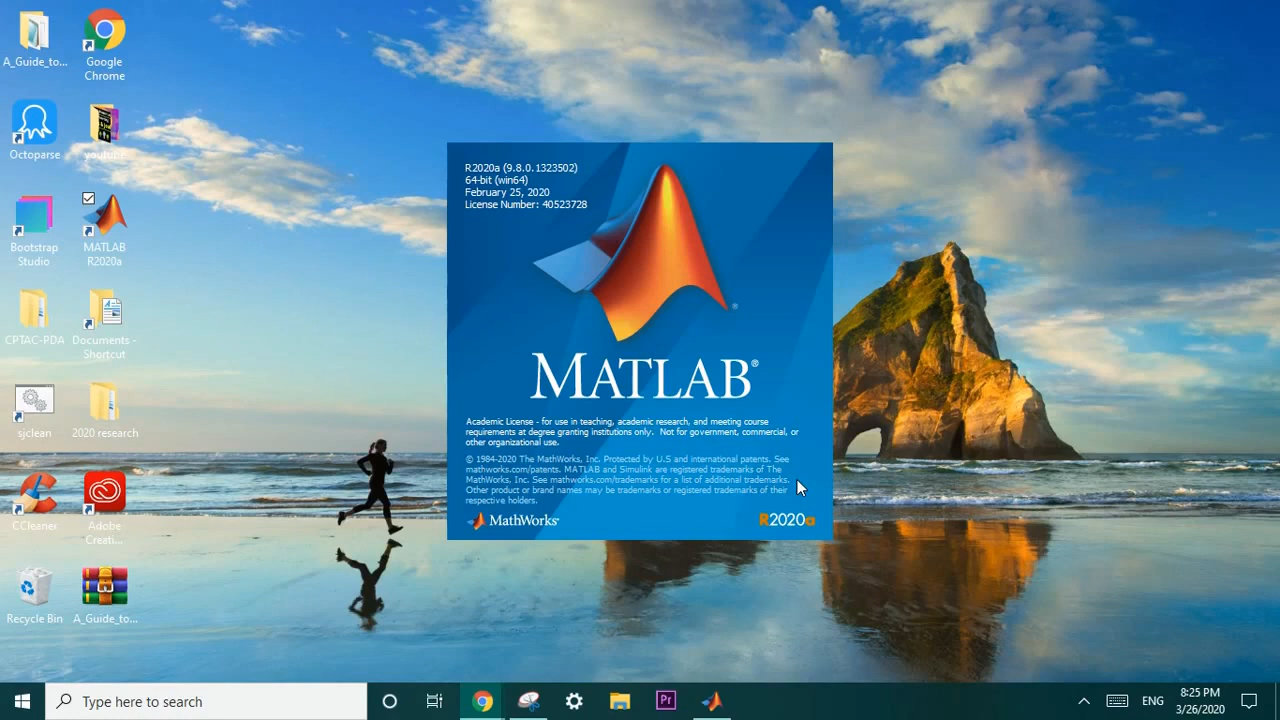 A_Guide_to...
Google
Chrome
Octoparse
youtube
Bootstrap
Studio
MATLAB
R2020a
CPTAC-PDA
Documents -
Shortcut
sjclean
2020 research
CCleaner
Adobe
Creati...
Recycle Bin
A_Guide_to...
R2020a (9.8.0.1323502)
64-bit (win64)
February 25, 2020
License Number: 40523728
MATLAB®
Academic License - for use in teaching, academic research, and meeting course
requirements at degree granting institutions only. Not for government, commercial, or
other organizational use.
© 1984-2020 The MathWorks, Inc. Protected by U.S and international patents. See
mathworks.com/patents. MATLAB and Simulink are registered trademarks of The
MathWorks, Inc. See mathworks.com/trademarks for a list of additional trademarks.
Other product or brand names may be trademarks or registered trademarks of their
respective holders.
MathWorks®
R2020a
Type here to search
Pr
ENG
8:25 PM
3/26/2020